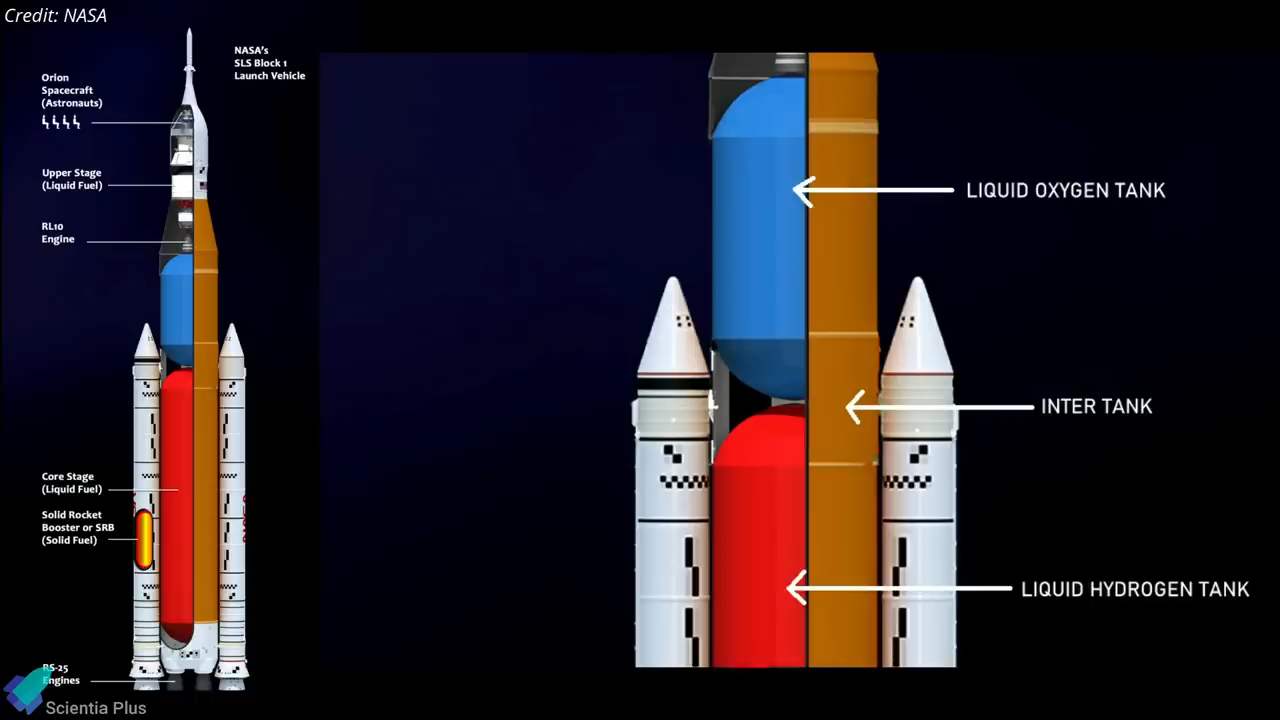 Credit: NASA
NASA's
SLS Block 1
Launch Vehicle
Orion
Spacecraft
(Astronauts)
Upper Stage
(Liquid Fuel)
RL10
Engine
Core Stage
(Liquid Fuel)
Solid Rocket
Booster or SRB
(Solid Fuel)
RS-25
Engines
LIQUID OXYGEN TANK
INTER TANK
LIQUID HYDROGEN TANK
Scientia Plus